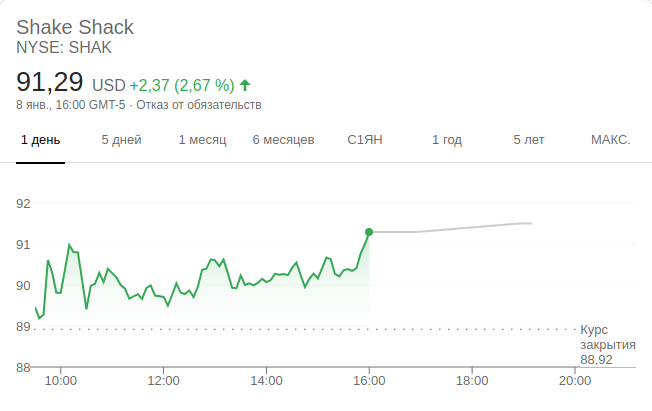 Shake Shack
NYSE: SHAK
91,29 USD +2,37 (2,67 %)
8 янв., 16:00 GMT-5 · Отказ от обязательств
1 день 5 дней 1 месяц 6 месяцев С1ЯН 1 год 5 лет МАКС.
92
91
90
89
Курс
закрытия
88,92
88
10:00 12:00 14:00 16:00 18:00 20:00